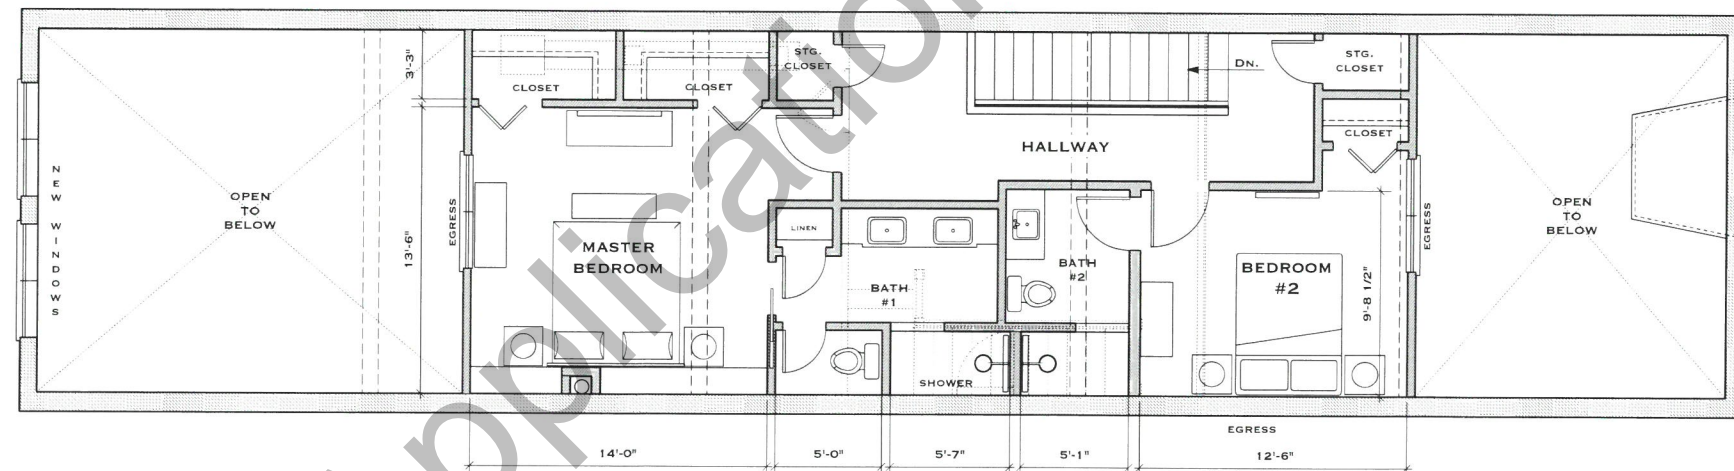 STG.
CLOSET
STG.
CLOSET
DN.
3'-3"
CLOSET
CLOSET
CLOSET
HALLWAY
NEW WINDOWS
OPEN
TO
BELOW
EGRESS
13'-6"
MASTER
BEDROOM
LINEN
BATH
#1
BATH
#2
BEDROOM
#2
9'-8 1/2"
EGRESS
OPEN
TO
BELOW
SHOWER
EGRESS
14'-0"
5'-0"
5'-7"
5'-1"
12'-6"
Application